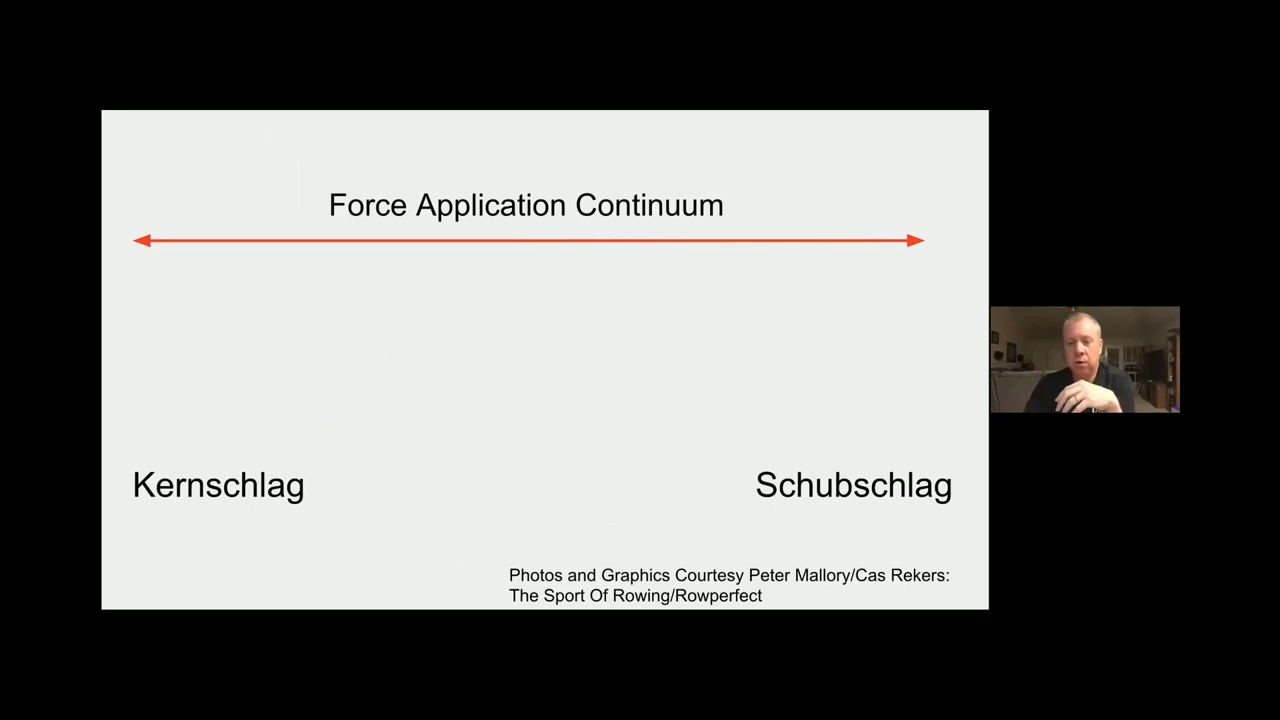 Force Application Continuum
Kernschlag
Schubschlag
Photos and Graphics Courtesy Peter Mallory/Cas Rekers:
The Sport Of Rowing/Rowperfect